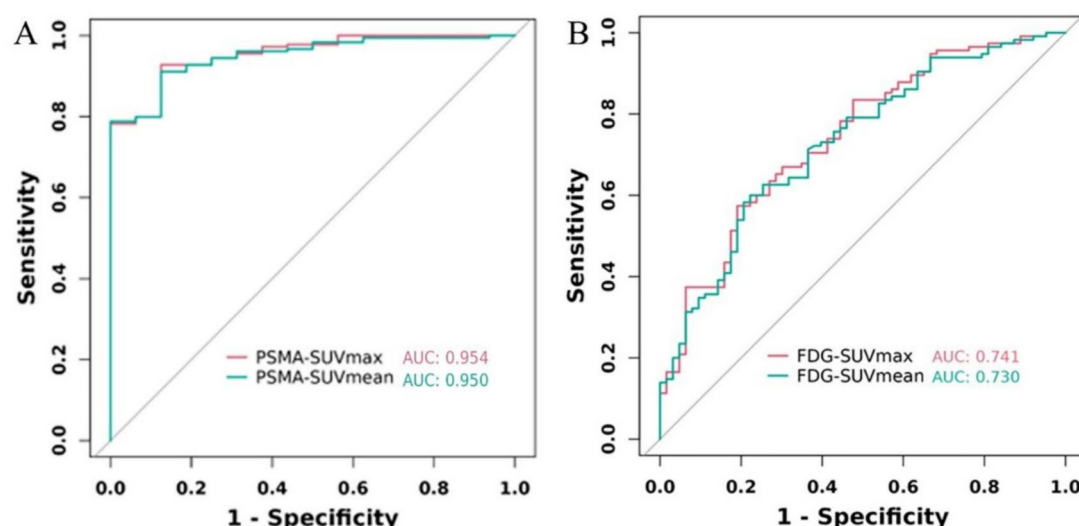 A
Sensitivity
1.0
0.8
0.6
0.4
0.2
0.0
PSMA-SUVmax AUC: 0.954
PSMA-SUVmean AUC: 0.950
0.0 0.2 0.4 0.6 0.8 1.0
1 - Specificity
B
Sensitivity
1.0
0.8
0.6
0.4
0.2
0.0
FDG-SUVmax AUC: 0.741
FDG-SUVmean AUC: 0.730
0.0 0.2 0.4 0.6 0.8 1.0
1 - Specificity